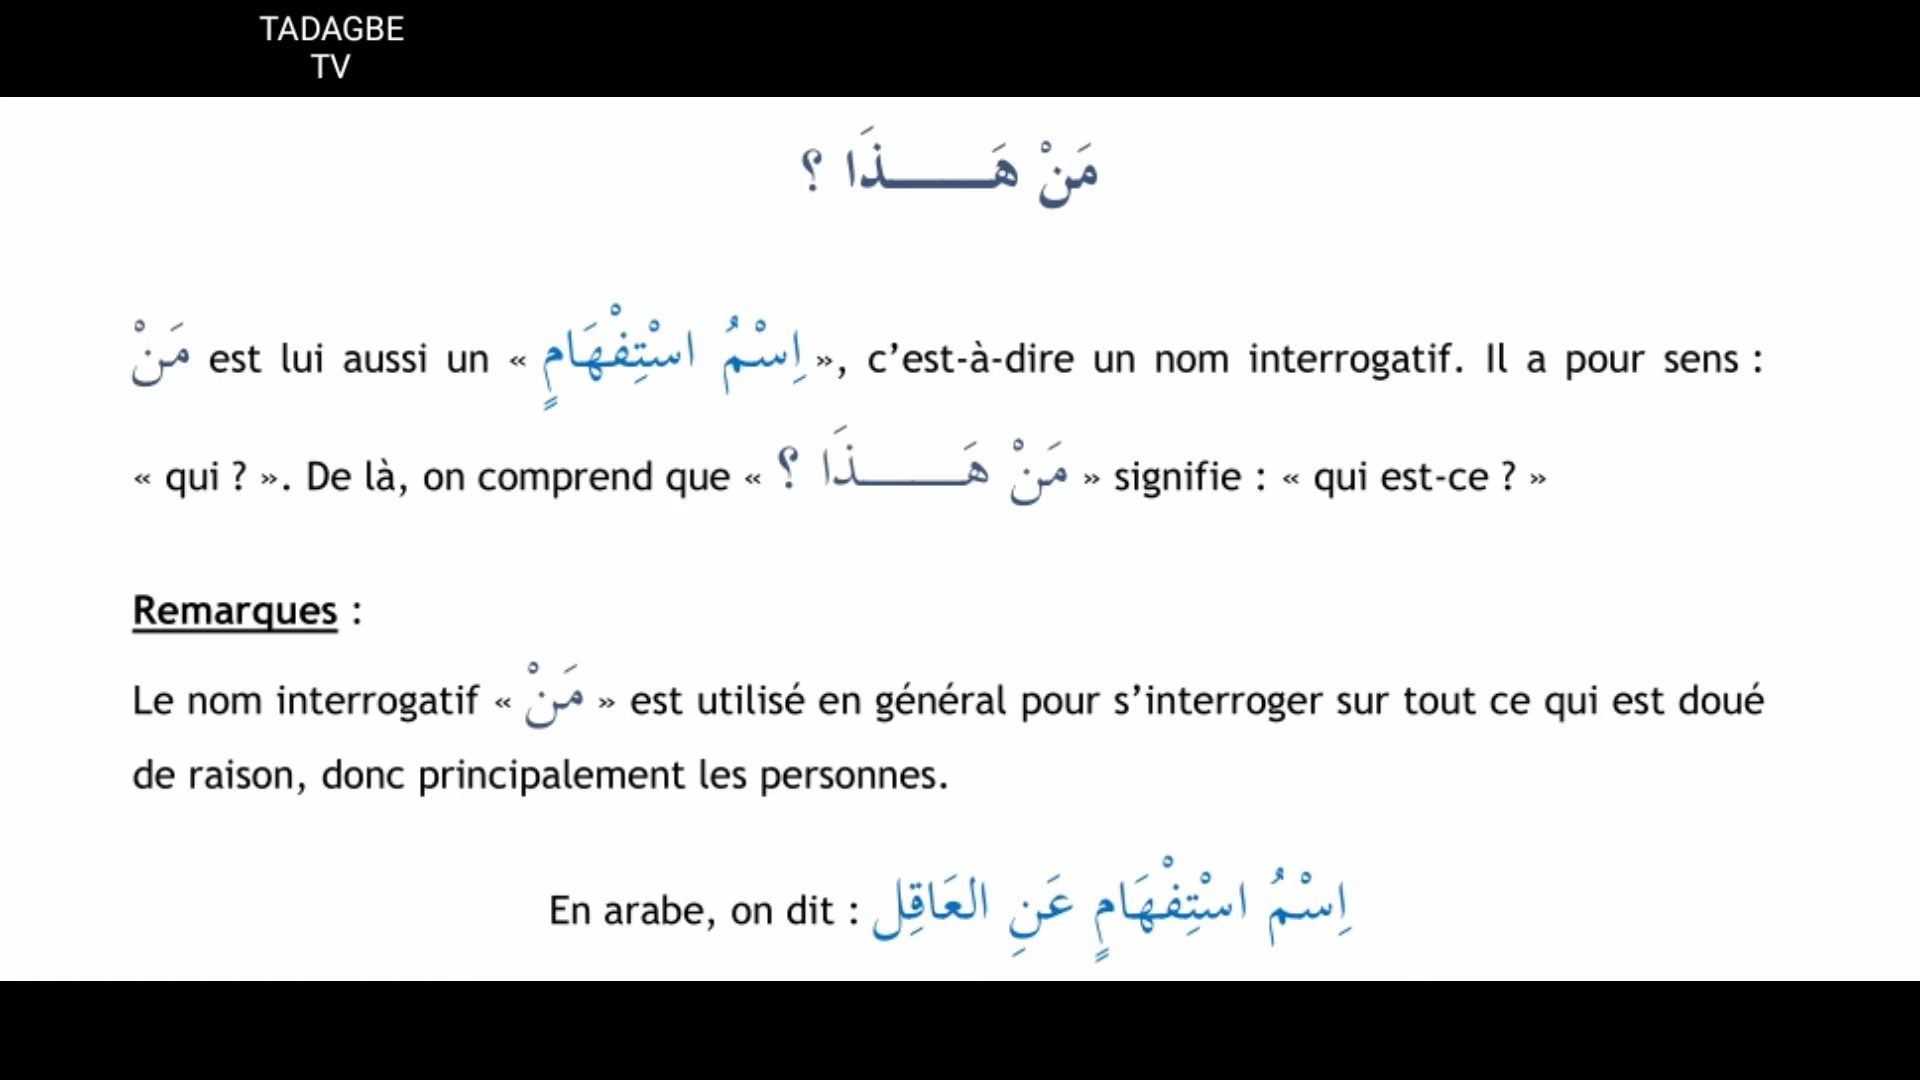 TADAGBE
TV
مَنْ هَـــــذَا ؟
مَنْ est lui aussi un « اِسْمُ اسْتِفْهَامٍ », c’est-à-dire un nom interrogatif. Il a pour sens :
« qui ? ». De là, on comprend que « مَنْ هَـــــذَا ؟ » signifie : « qui est-ce ? »
Remarques :
Le nom interrogatif « مَنْ » est utilisé en général pour s’interroger sur tout ce qui est doué
de raison, donc principalement les personnes.
En arabe, on dit : اِسْمُ اسْتِفْهَامٍ عَنِ العَاقِلِ